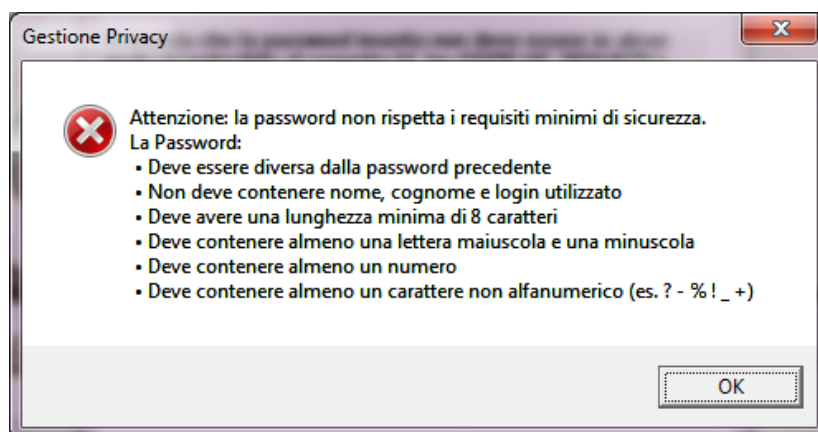 Gestione Privacy
Attenzione: la password non rispetta i requisiti minimi di sicurezza.
La Password:
• Deve essere diversa dalla password precedente
• Non deve contenere nome, cognome e login utilizzato
• Deve avere una lunghezza minima di 8 caratteri
• Deve contenere almeno una lettera maiuscola e una minuscola
• Deve contenere almeno un numero
• Deve contenere almeno un carattere non alfanumerico (es. ? - % ! _ +)
OK